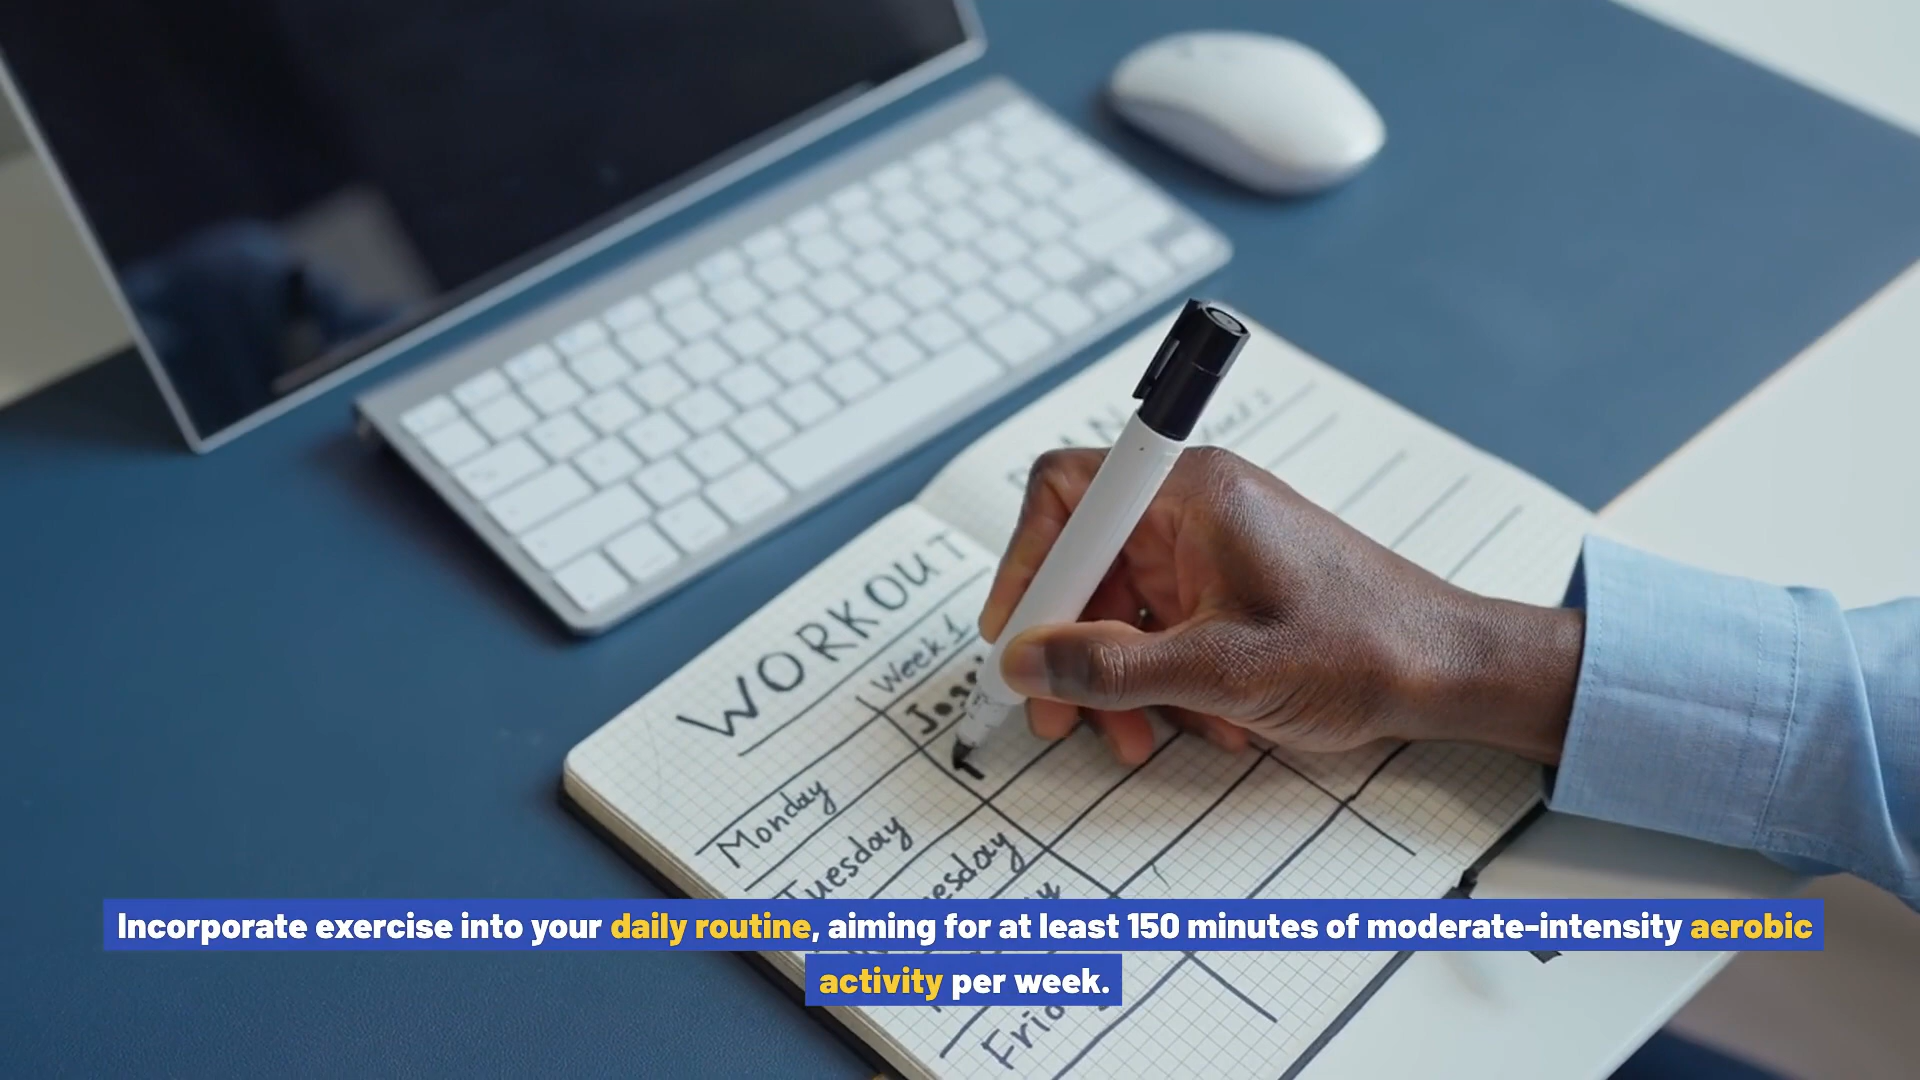 PLAN
WORKOUT
Week 1
Monday
Tuesday
Incorporate exercise into your daily routine, aiming for at least 150 minutes of moderate-intensity aerobic
activity per week.